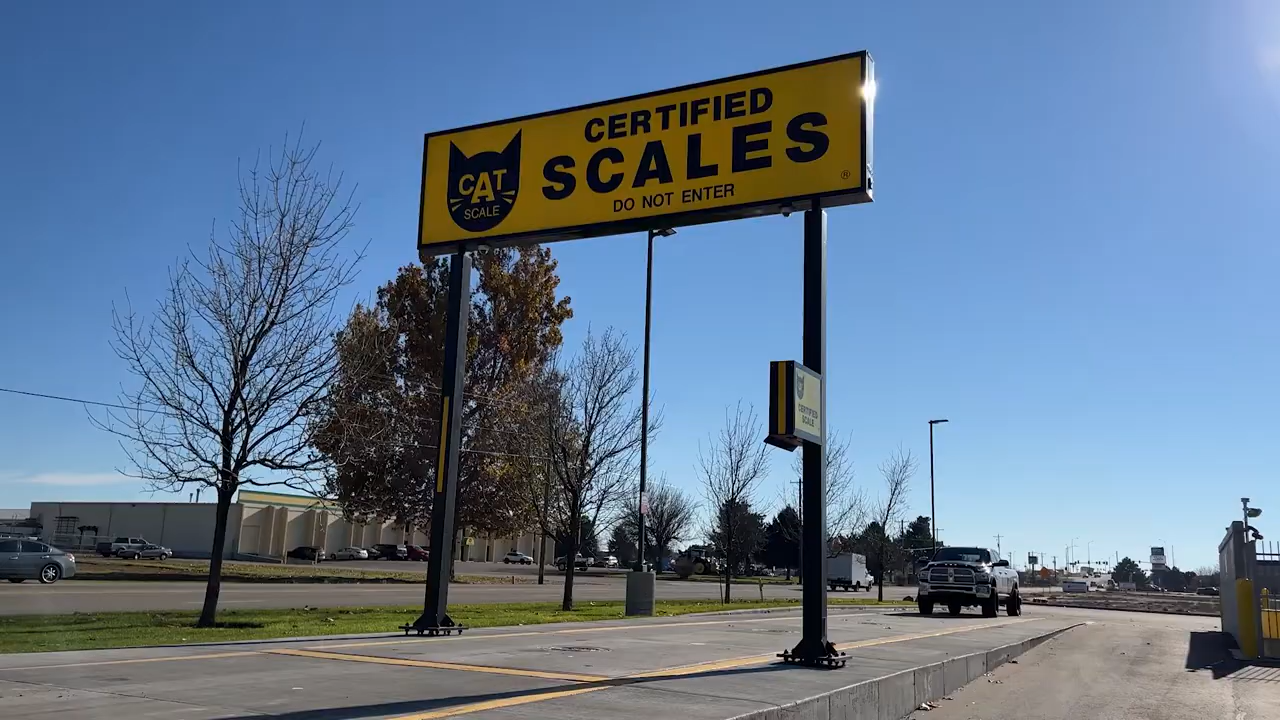 CERTIFIED
SCALES
DO NOT ENTER
®
CAT
SCALE
CERTIFIED
SCALE